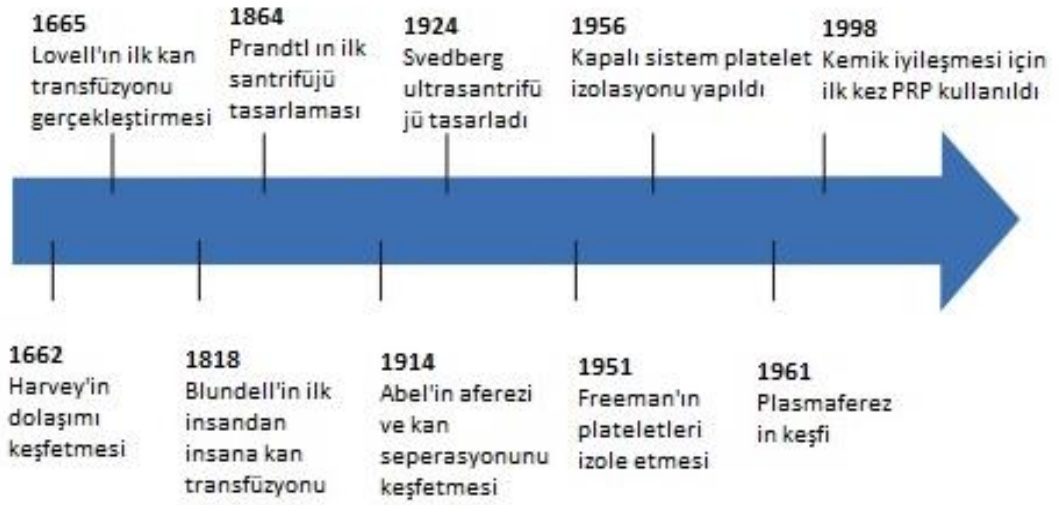 1665
Lovell'ın ilk kan
transfüzyonu
gerçekleştirmesi
1864
Prandtl ın ilk
santrifüjü
tasarlaması
1924
Svedberg
ultrasantrifü
jü tasarladı
1956
Kapalı sistem platelet
izolasyonu yapıldı
1998
Kemik iyileşmesi için
ilk kez PRP kullanıldı
1662
Harvey'in
dolaşımı
keşfetmesi
1818
Blundell'in ilk
insandan
insana kan
transfüzyonu
1914
Abel'in aferezi
ve kan
seperasyonunu
keşfetmesi
1951
Freeman'ın
plateletleri
izole etmesi
1961
Plasmaferez
in keşfi